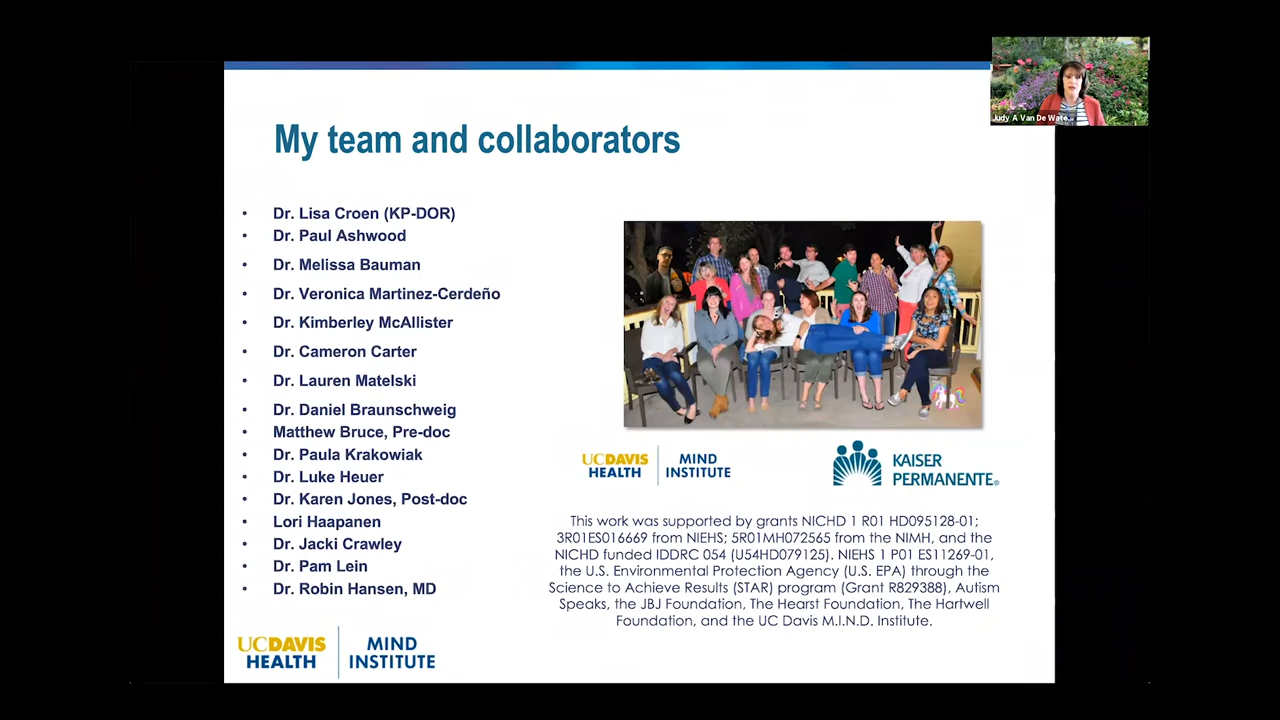 Judy A Van De Wate...
My team and collaborators
• Dr. Lisa Croen (KP-DOR)
• Dr. Paul Ashwood
• Dr. Melissa Bauman
• Dr. Veronica Martinez-Cerdeño
• Dr. Kimberley McAllister
• Dr. Cameron Carter
• Dr. Lauren Matelski
• Dr. Daniel Braunschweig
• Matthew Bruce, Pre-doc
• Dr. Paula Krakowiak
• Dr. Luke Heuer
• Dr. Karen Jones, Post-doc
• Lori Haapanen
• Dr. Jacki Crawley
• Dr. Pam Lein
• Dr. Robin Hansen, MD
UCDAVIS
HEALTH
MIND
INSTITUTE
KAISER
PERMANENTE®
This work was supported by grants NICHD 1 R01 HD095128-01;
3R01ES016669 from NIEHS; 5R01MH072565 from the NIMH, and the
NICHD funded IDDRC 054 (U54HD079125). NIEHS 1 P01 ES11269-01,
the U.S. Environmental Protection Agency (U.S. EPA) through the
Science to Achieve Results (STAR) program (Grant R829388), Autism
Speaks, the JBJ Foundation, The Hearst Foundation, The Hartwell
Foundation, and the UC Davis M.I.N.D. Institute.
UCDAVIS
HEALTH
MIND
INSTITUTE